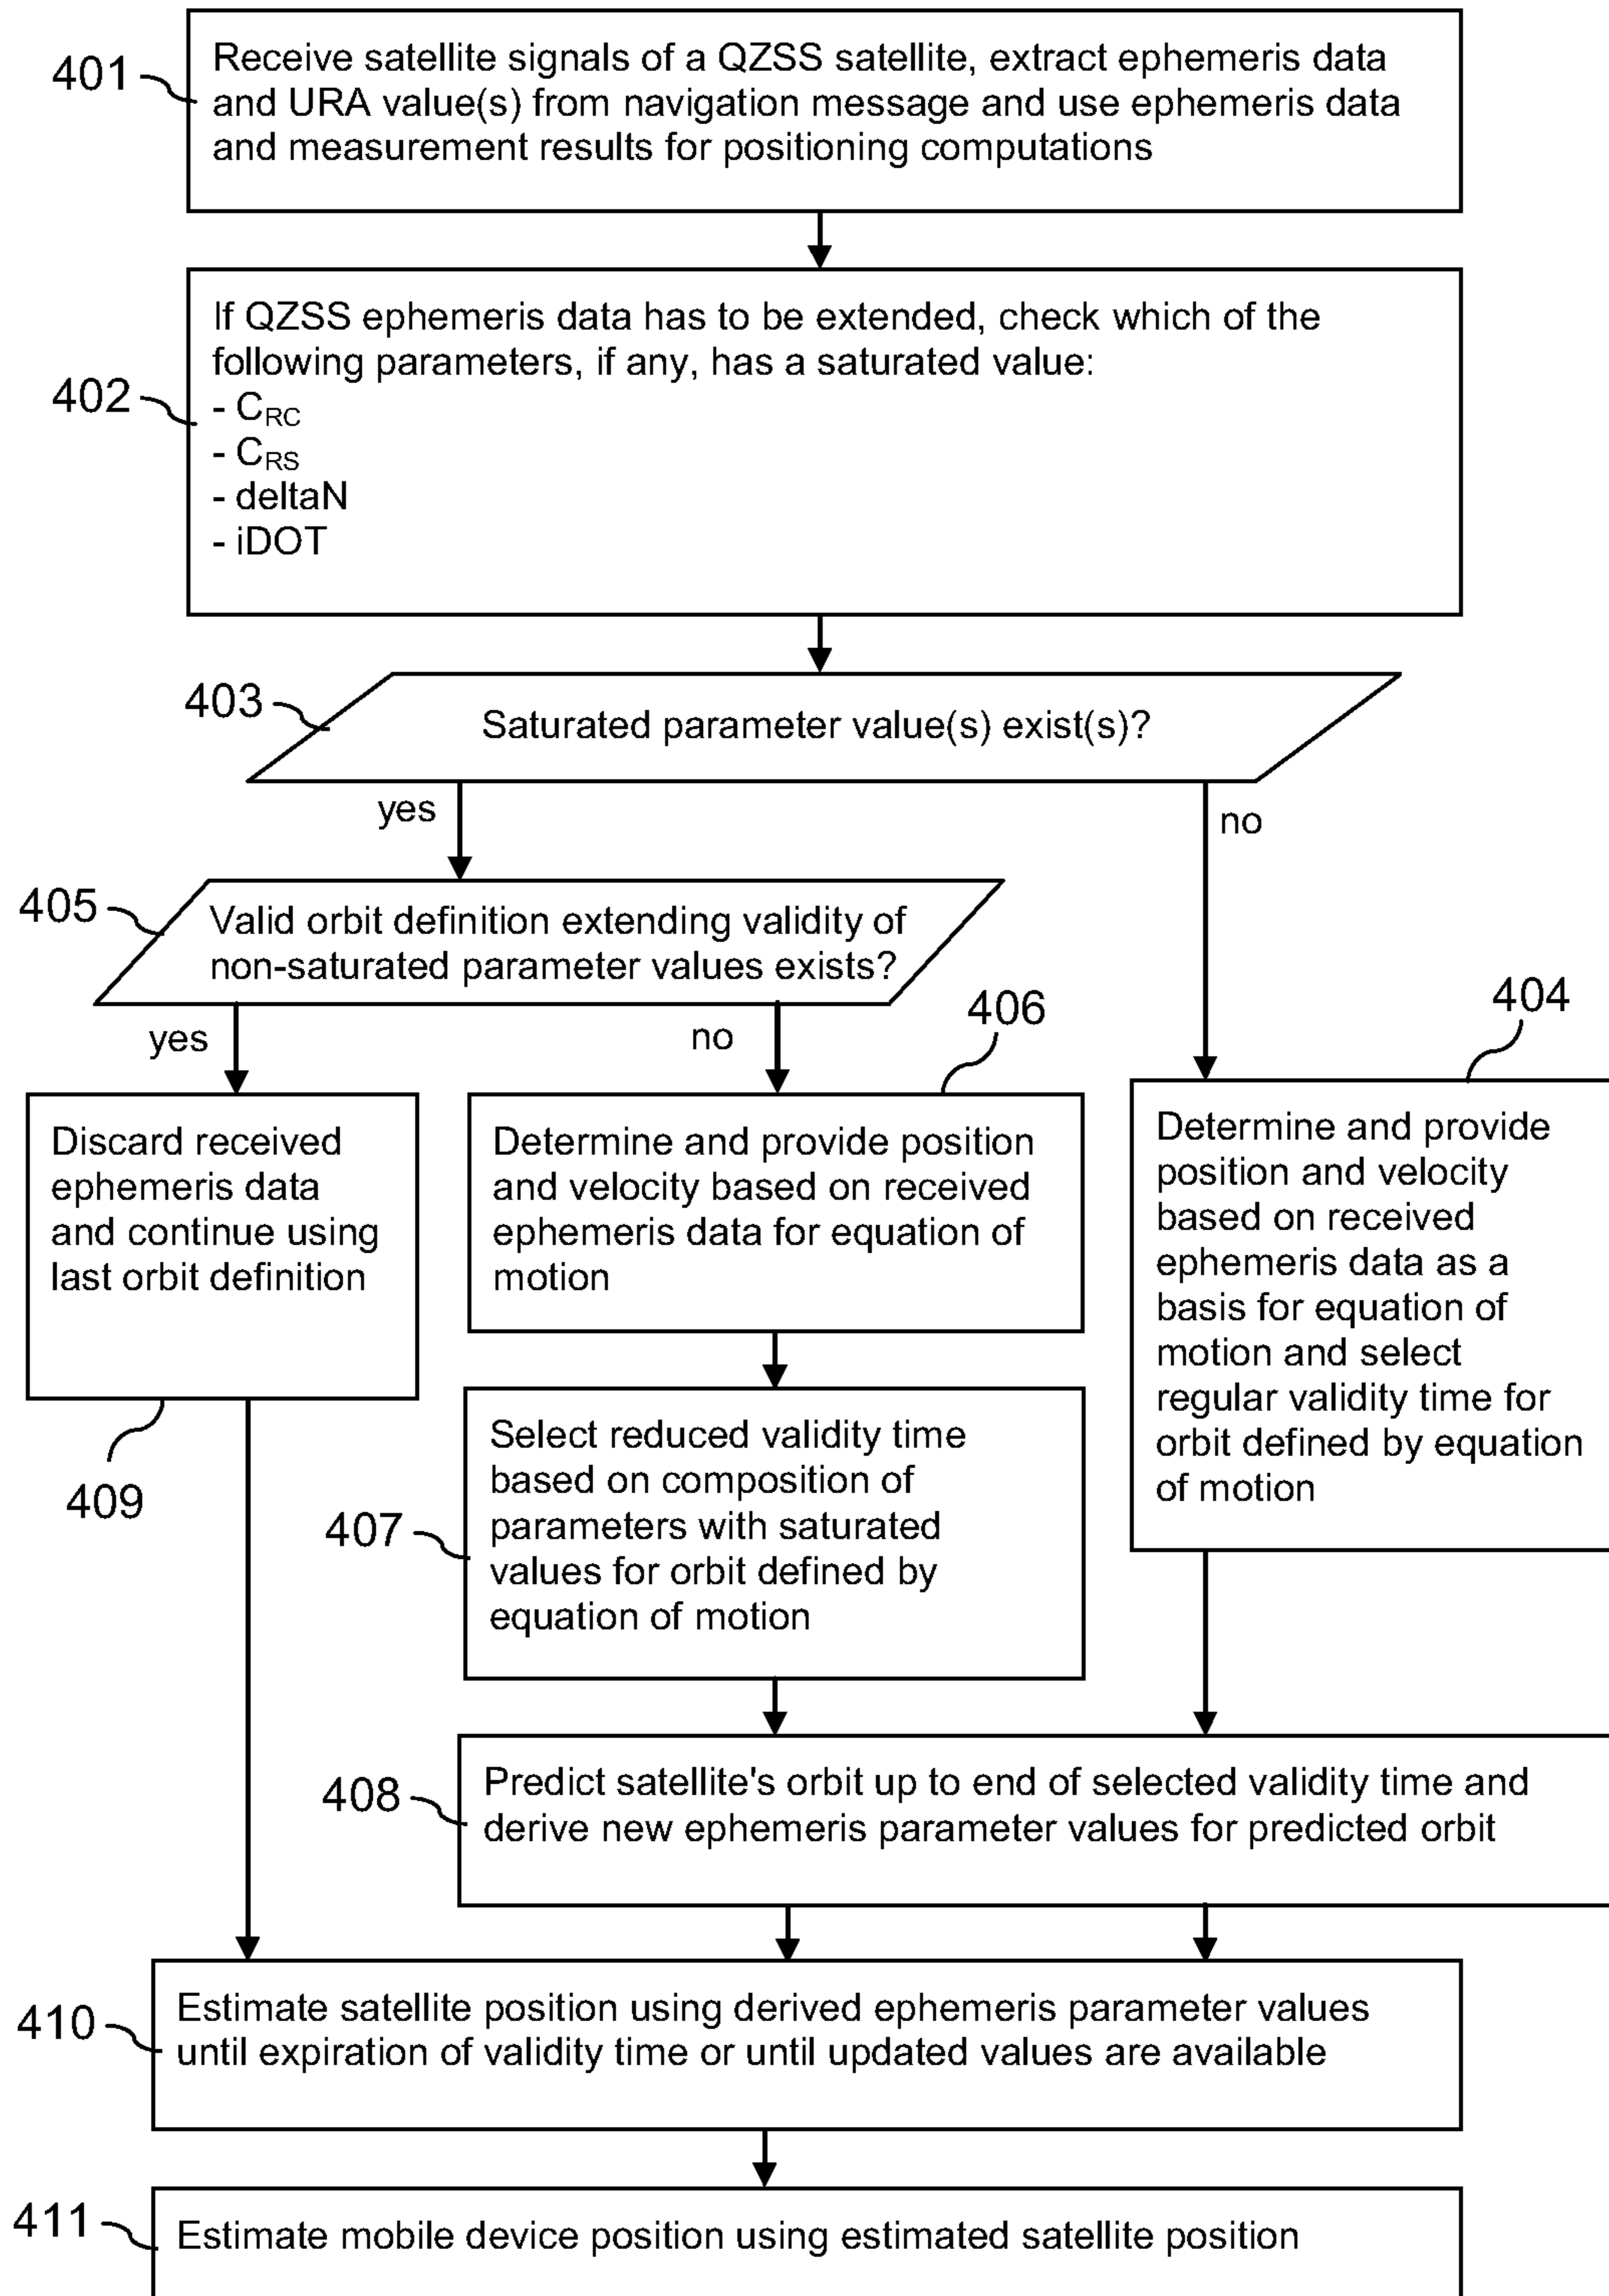 401
Receive satellite signals of a QZSS satellite, extract ephemeris data
and URA value(s) from navigation message and use ephemeris data
and measurement results for positioning computations
402
If QZSS ephemeris data has to be extended, check which of the
following parameters, if any, has a saturated value:
- CRC
- CRS
- deltaN
- iDOT
403
Saturated parameter value(s) exist(s)?
yes
no
405
Valid orbit definition extending validity of
non-saturated parameter values exists?
yes
no
406
404
Discard received
ephemeris data
and continue using
last orbit definition
409
Determine and provide position
and velocity based on received
ephemeris data for equation of
motion
Determine and provide
position and velocity
based on received
ephemeris data as a
basis for equation of
motion and select
regular validity time for
orbit defined by equation
of motion
407
Select reduced validity time
based on composition of
parameters with saturated
values for orbit defined by
equation of motion
408
Predict satellite's orbit up to end of selected validity time and
derive new ephemeris parameter values for predicted orbit
410
Estimate satellite position using derived ephemeris parameter values
until expiration of validity time or until updated values are available
411
Estimate mobile device position using estimated satellite position